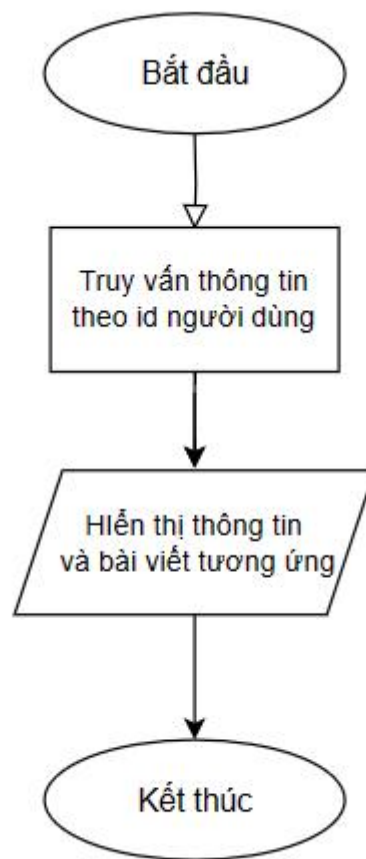 Bắt đầu
Truy vấn thông tin
theo id người dùng
HIển thị thông tin
và bài viết tương ứng
Kết thúc